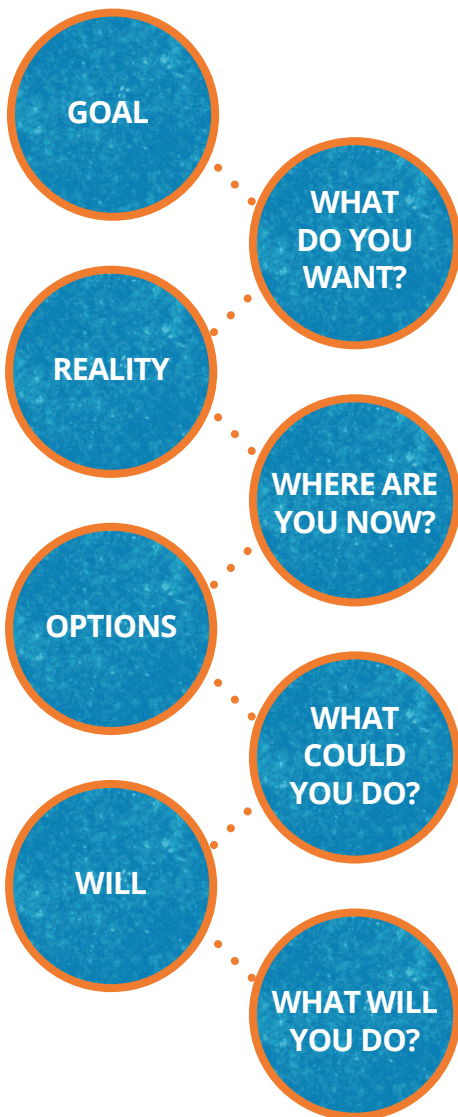 GOAL
WHAT
DO YOU
WANT?
REALITY
WHERE ARE
YOU NOW?
OPTIONS
WHAT
COULD
YOU DO?
WILL
WHAT WILL
YOU DO?